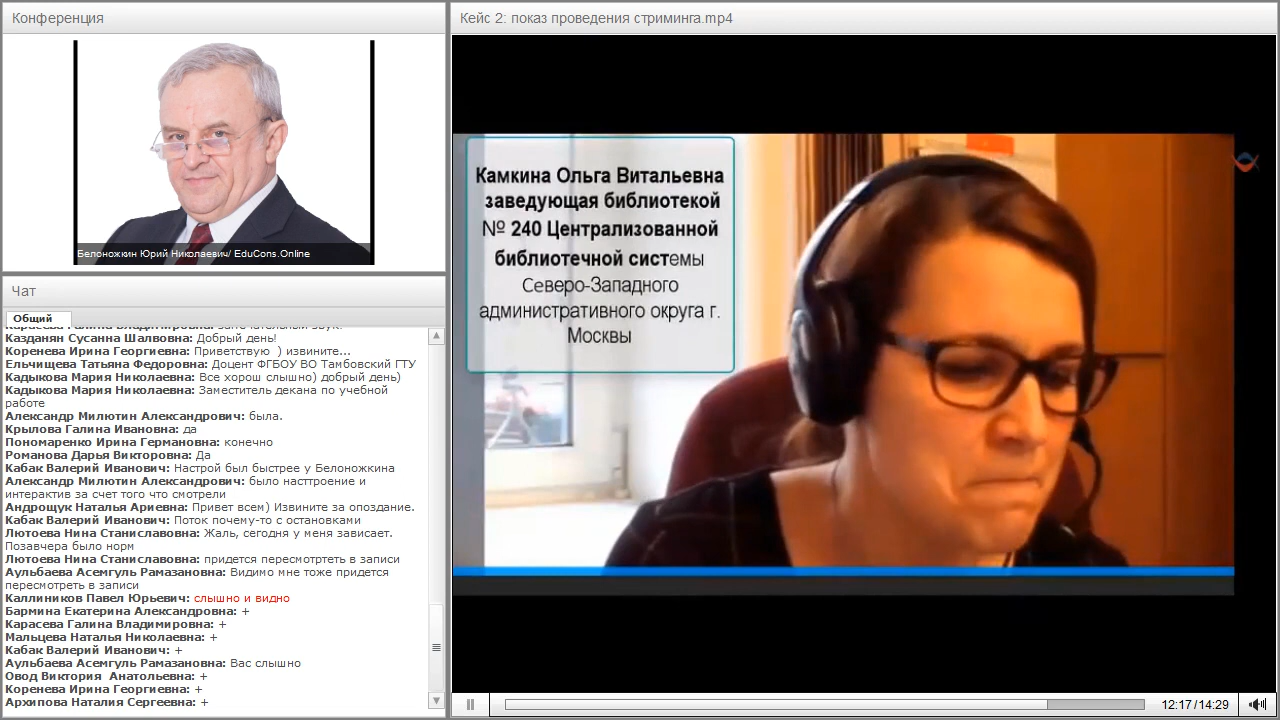 Конференция
Белоножкин Юрий Николаевич/ EduCons.Online
Чат
Общий
Карасева Галина Владимировна:
Казданян Сусанна Шалвовна: Добрый день!
Коренева Ирина Георгиевна: Приветствую ) извините...
Ельчищева Татьяна Федоровна: Доцент ФГБОУ ВО Тамбовский ГТУ
Кадыкова Мария Николаевна: Все хорош слышно) добрый день)
Кадыкова Мария Николаевна: Заместитель декана по учебной
работе
Александр Милютин Александрович: была.
Крылова Галина Ивановна: да
Пономаренко Ирина Германовна: конечно
Романова Дарья Викторовна: Да
Кабак Валерий Иванович: Настрой был быстрее у Белоножкина
Александр Милютин Александрович: было насттроение и
интерактив за счет того что смотрели
Андрощук Наталья Ариевна: Привет всем) Извините за опоздание.
Кабак Валерий Иванович: Поток почему-то с остановками
Лютоева Нина Станиславовна: Жаль, сегодня у меня зависает.
Позавчера было норм
Лютоева Нина Станиславовна: придется пересмотртеть в записи
Аульбаева Асемгуль Рамазановна: Видимо мне тоже придется
пересмотреть в записи
Каллиников Павел Юрьевич: слышно и видно
Бармина Екатерина Александровна: +
Карасева Галина Владимировна: +
Мальцева Наталья Николаевна: +
Кабак Валерий Иванович: +
Аульбаева Асемгуль Рамазановна: Вас слышно
Овод Виктория Анатольевна: +
Коренева Ирина Георгиевна: +
Архипова Наталия Сергеевна: +
Кейс 2: показ проведения стриминга.mp4
Камкина Ольга Витальевна
заведующая библиотекой
№ 240 Централизованной
библиотечной системы
Северо-Западного
административного округа г.
Москвы
12:17/14:29